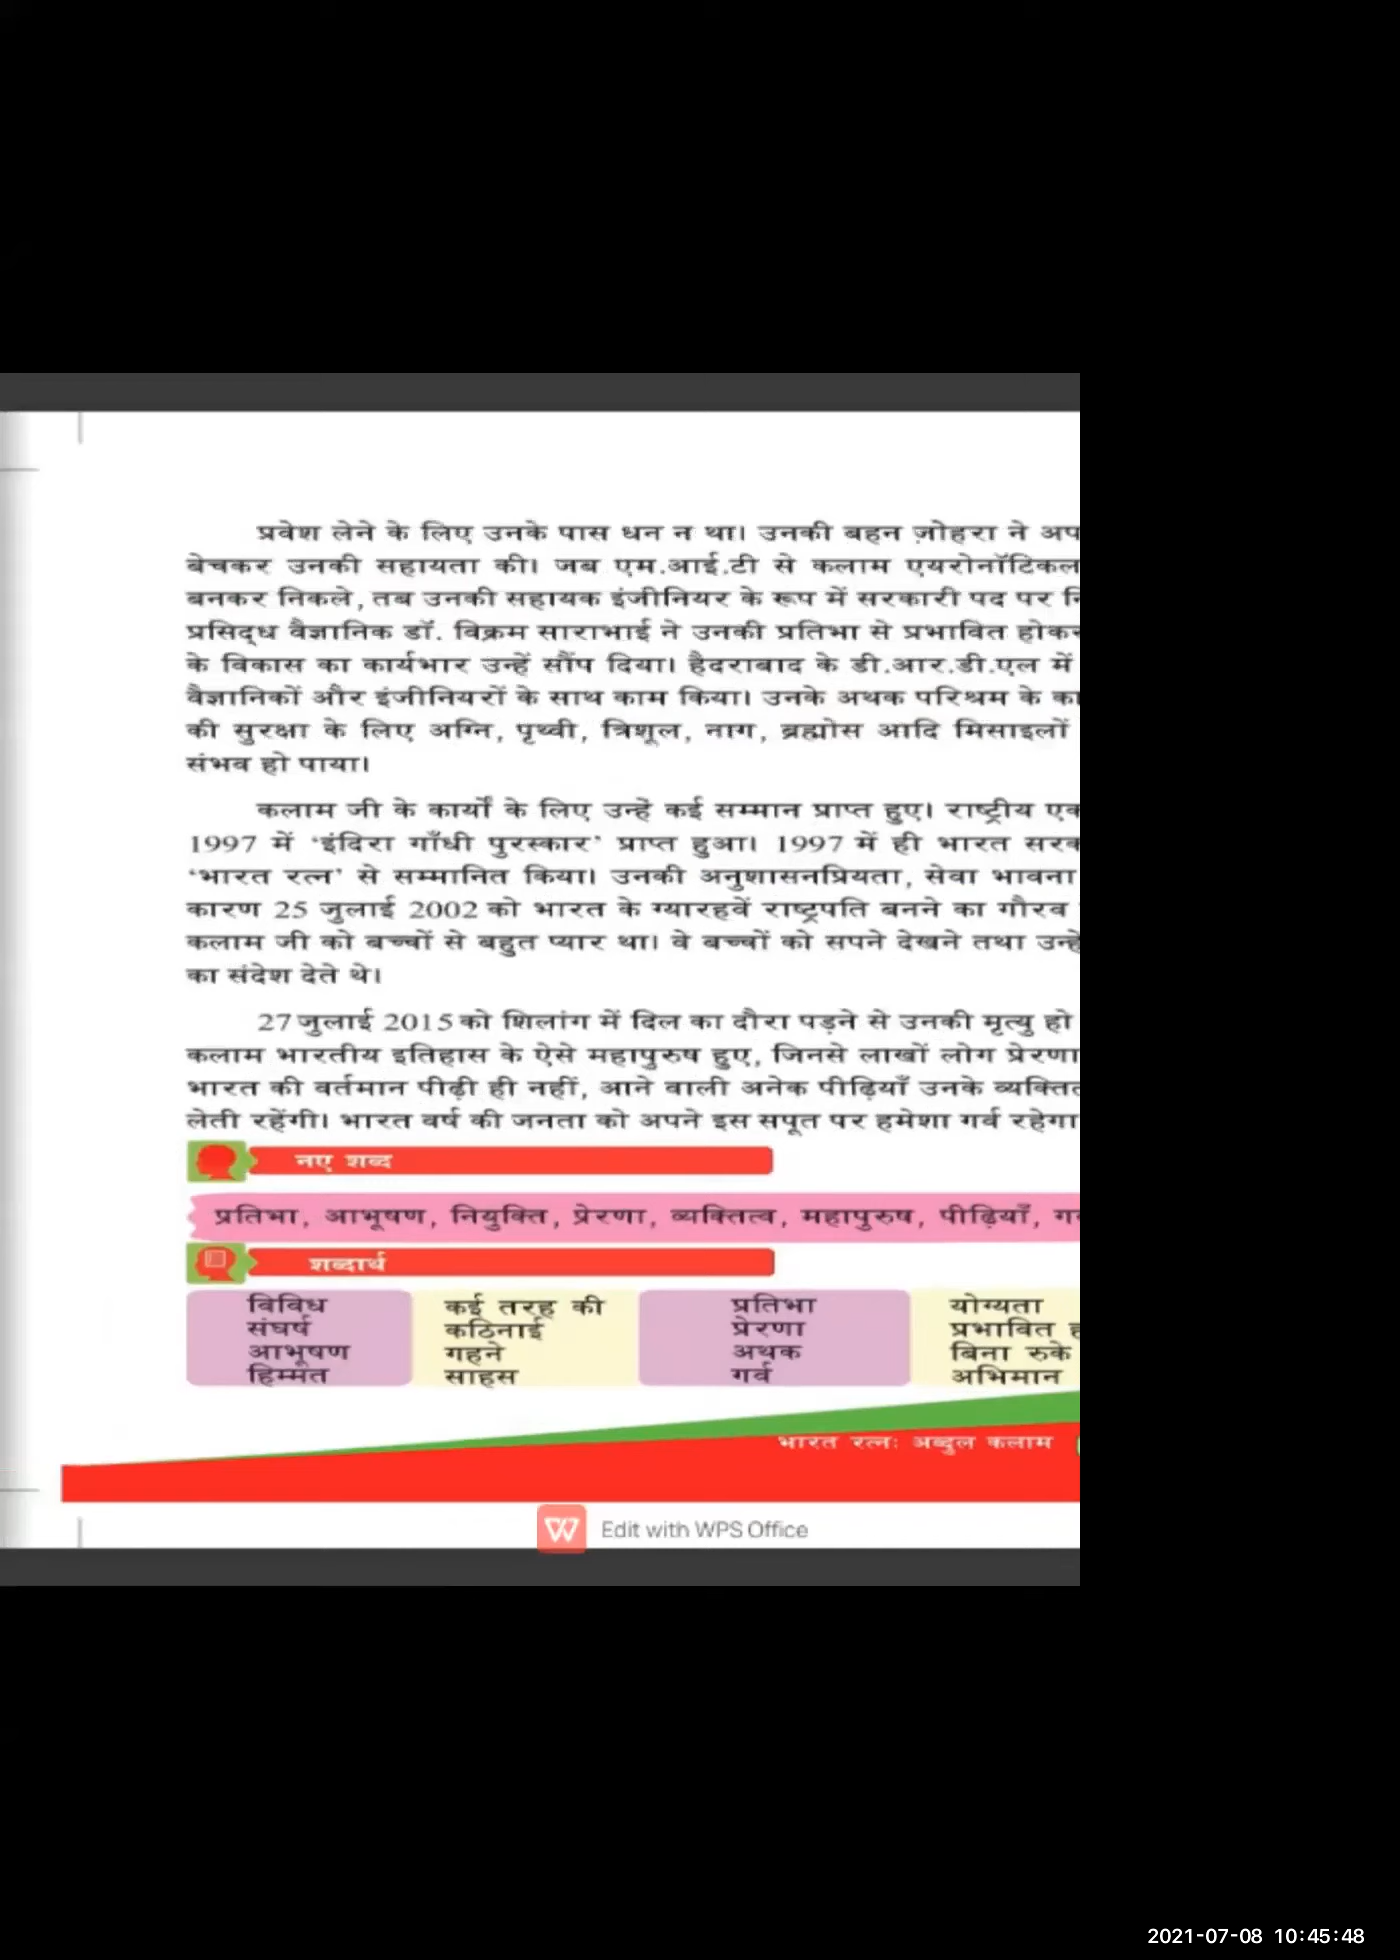 प्रवेश लेने के लिए उनके पास धन न था। उनकी बहन ज़ोहरा ने अप
बेचकर उनकी सहायता की। जब एम.आई.टी से कलाम एयरोनॉटिकल
बनकर निकले, तब उनकी सहायक इंजीनियर के रूप में सरकारी पद पर नि
प्रसिद्ध वैज्ञानिक डॉ. विक्रम साराभाई ने उनकी प्रतिभा से प्रभावित होकर
के विकास का कार्यभार उन्हें सौंप दिया। हैदराबाद के डी.आर.डी.एल में
वैज्ञानिकों और इंजीनियरों के साथ काम किया। उनके अथक परिश्रम के का
की सुरक्षा के लिए अग्नि, पृथ्वी, त्रिशूल, नाग, ब्रह्मोस आदि मिसाइलों
संभव हो पाया।
कलाम जी के कार्यों के लिए उन्हें कई सम्मान प्राप्त हुए। राष्ट्रीय एक
1997 में 'इंदिरा गाँधी पुरस्कार' प्राप्त हुआ। 1997 में ही भारत सरक
'भारत रत्न' से सम्मानित किया। उनकी अनुशासनप्रियता, सेवा भावना
कारण 25 जुलाई 2002 को भारत के ग्यारहवें राष्ट्रपति बनने का गौरव
कलाम जी को बच्चों से बहुत प्यार था। वे बच्चों को सपने देखने तथा उन्हें
का संदेश देते थे।
27 जुलाई 2015 को शिलांग में दिल का दौरा पड़ने से उनकी मृत्यु हो
कलाम भारतीय इतिहास के ऐसे महापुरुष हुए, जिनसे लाखों लोग प्रेरणा
भारत की वर्तमान पीढ़ी ही नहीं, आने वाली अनेक पीढ़ियाँ उनके व्यक्तित्
लेती रहेंगी। भारत वर्ष की जनता को अपने इस सपूत पर हमेशा गर्व रहेगा
नए शब्द
प्रतिभा, आभूषण, नियुक्ति, प्रेरणा, व्यक्तित्व, महापुरुष, पीढ़ियाँ, गर
शब्दार्थ
विविध कई तरह की प्रतिभा योग्यता
संघर्ष कठिनाई प्रेरणा प्रभावित ह
आभूषण गहने अथक बिना रुके
हिम्मत साहस गर्व अभिमान
भारत रत्नः अब्दुल कलाम
Edit with WPS Office
2021-07-08 10:45:48